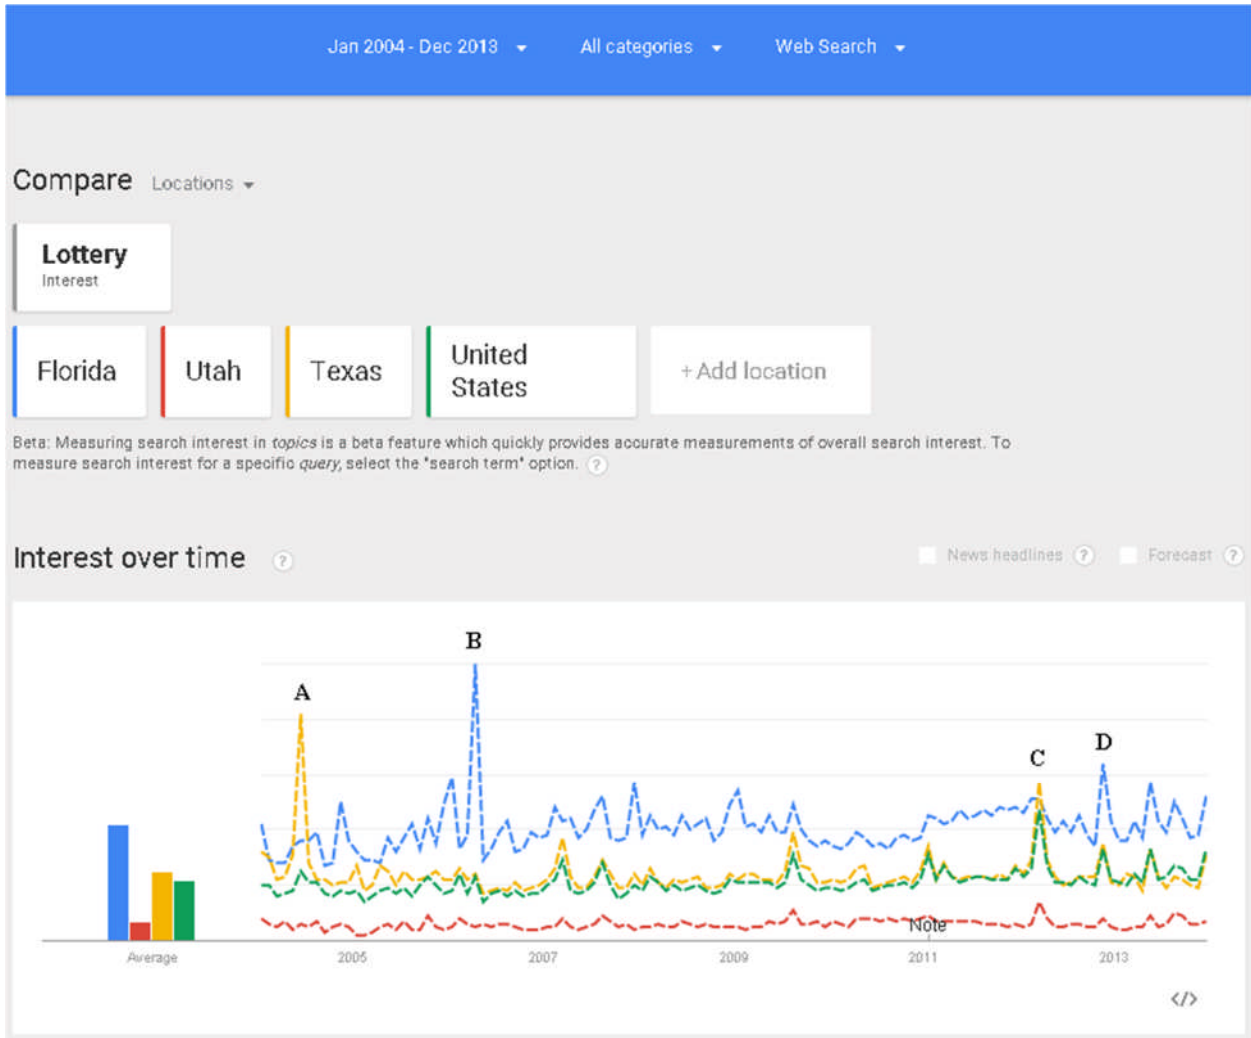 Jan 2004 - Dec 2013 All categories Web Search
Compare Locations
Lottery
Interest
Florida Utah Texas United States +Add location
Beta: Measuring search interest in topics is a beta feature which quickly provides accurate measurements of overall search interest. To
measure search interest for a specific query, select the "search term" option. ?
Interest over time ? News headlines ? Forecast ?
B
A
D
C
Note
Average 2005 2007 2009 2011 2013
</>